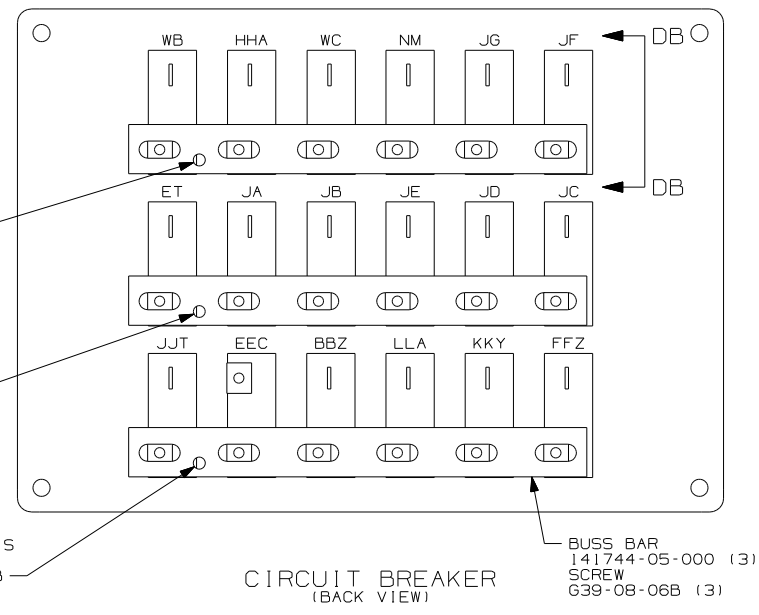 WB HHA WC NM JG JF DB
DB
ET JA JB JE JD JC
JJT EEC BBZ LLA KKY FFZ
S
BUSS BAR
141744-05-000 (3)
SCREW
G39-08-06B (3)
CIRCUIT BREAKER
(BACK VIEW)